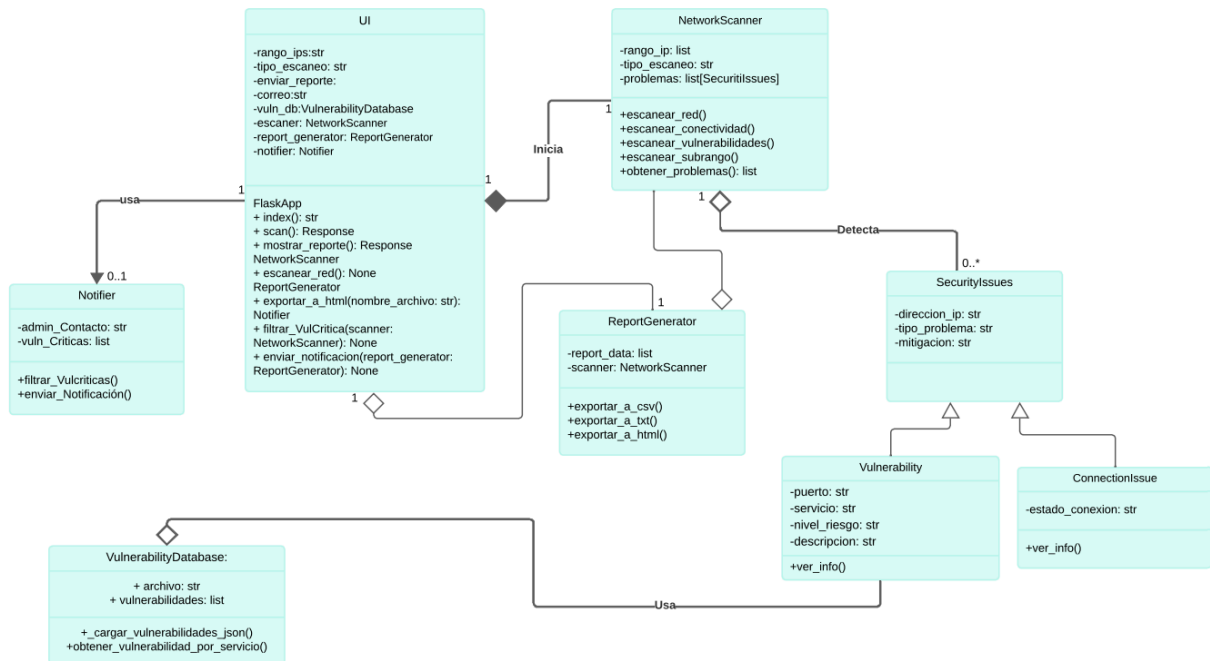 UI
-rango_ips:str
-tipo_escaneo: str
-enviar_reporte:
-correo:str
-vuln_db:VulnerabilityDatabase
-escaner: NetworkScanner
-report_generator: ReportGenerator
-notifier: Notifier
FlaskApp
+ index(): str
+ scan(): Response
+ mostrar_reporte(): Response
NetworkScanner
+ escanear_red(): None
ReportGenerator
+ exportar_a_html(nombre_archivo: str):
Notifier
+ filtrar_VulCritica(scanner:
NetworkScanner): None
+ enviar_notificacion(report_generator:
ReportGenerator): None
NetworkScanner
-rango_ip: list
-tipo_escaneo: str
-problemas: list[SecuritiIssues]
+escanear_red()
+escanear_conectividad()
+escanear_vulnerabilidades()
+escanear_subrango()
+obtener_problemas(): list
1
Inicia
1
1
usa
0..1
1
Detecta
0..*
Notifier
-admin_Contacto: str
-vuln_Criticas: list
+filtrar_Vulcriticas()
+enviar_Notificación()
1
1
ReportGenerator
-report_data: list
-scanner: NetworkScanner
+exportar_a_csv()
+exportar_a_txt()
+exportar_a_html()
SecurityIssues
-direccion_ip: str
-tipo_problema: str
-mitigacion: str
Vulnerability
-puerto: str
-servicio: str
-nivel_riesgo: str
-descripcion: str
+ver_info()
ConnectionIssue
-estado_conexion: str
+ver_info()
VulnerabilityDatabase:
+ archivo: str
+ vulnerabilidades: list
+_cargar_vulnerabilidades_json()
+obtener_vulnerabilidad_por_servicio()
Usa